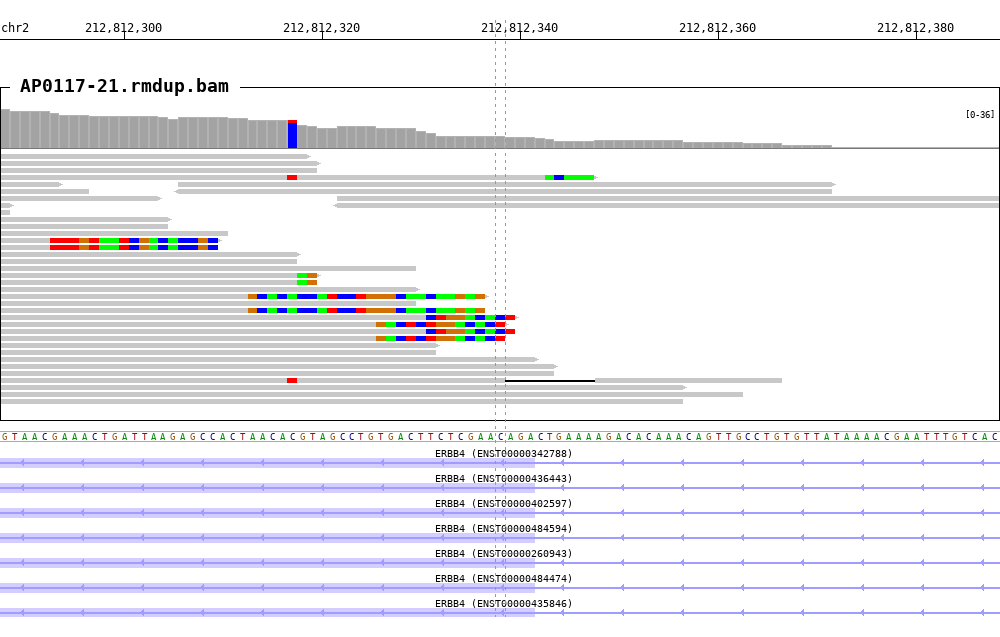 chr2 212,812,300 212,812,320 212,812,340 212,812,360 212,812,380
AP0117-21.rmdup.bam
[0-36]
G T A A C G A A A C T G A T T A A G A G C C A C T A A C A C G T A G C C T G T G A C T T C T C G A A C A G A C T G A A A A G A C A C A A A C A G T T G C C T G T G T T A T A A A A C G A A T T T G T C A C
ERBB4 (ENST00000342788)
ERBB4 (ENST00000436443)
ERBB4 (ENST00000402597)
ERBB4 (ENST00000484594)
ERBB4 (ENST00000260943)
ERBB4 (ENST00000484474)
ERBB4 (ENST00000435846)